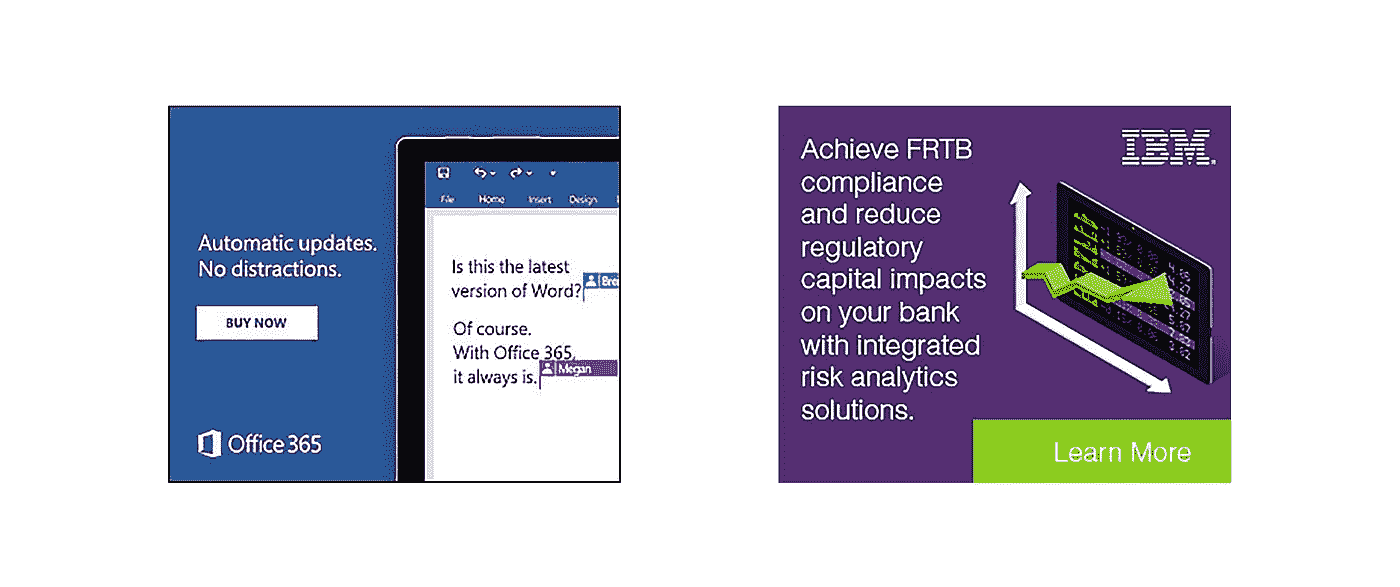 Automatic updates.
No distractions.
BUY NOW
Office 365
File Home Insert Design
Is this the latest
version of Word?
Of course.
With Office 365,
it always is.
Megan
Achieve FRTB
compliance
and reduce
regulatory
capital impacts
on your bank
with integrated
risk analytics
solutions.
IBM
Learn More